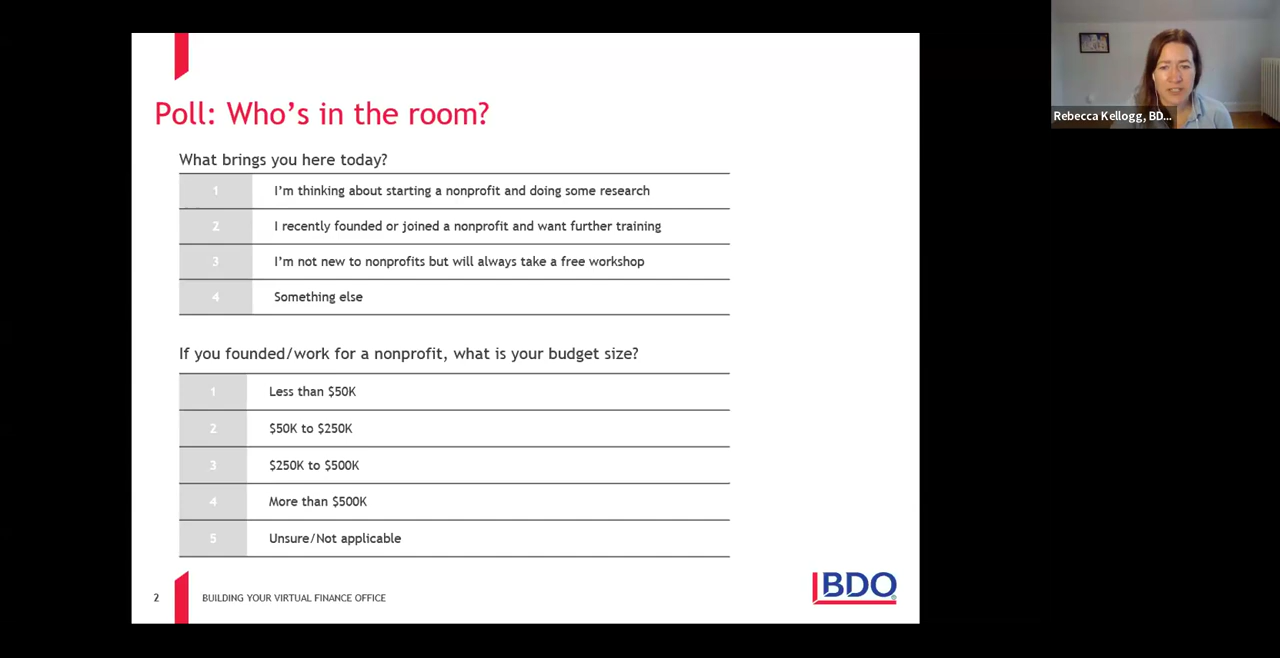 Poll: Who's in the room?
What brings you here today?
1 I'm thinking about starting a nonprofit and doing some research
2 I recently founded or joined a nonprofit and want further training
3 I'm not new to nonprofits but will always take a free workshop
4 Something else
If you founded/work for a nonprofit, what is your budget size?
1 Less than $50K
2 $50K to $250K
3 $250K to $500K
4 More than $500K
5 Unsure/Not applicable
2 BUILDING YOUR VIRTUAL FINANCE OFFICE
BDO
Rebecca Kellogg, BD...